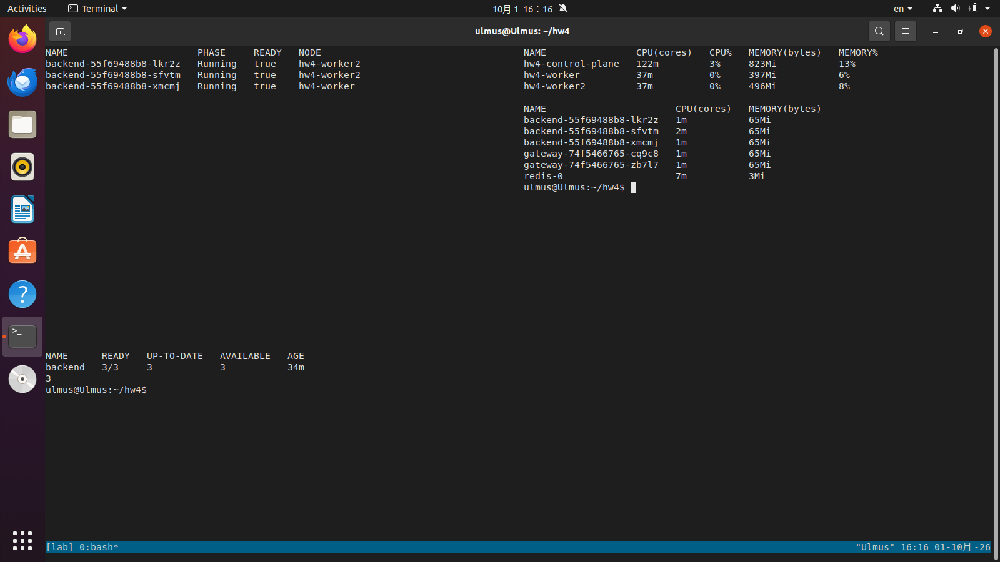 Activities
Terminal
10月 1 16：16
en
ulmus@Ulmus: ~/hw4
NAME                       PHASE     READY   NODE
backend-55f69488b8-lkr2z   Running   true    hw4-worker2
backend-55f69488b8-sfvtm   Running   true    hw4-worker2
backend-55f69488b8-xmcmj   Running   true    hw4-worker
NAME                CPU(cores)   CPU%   MEMORY(bytes)   MEMORY%
hw4-control-plane   122m         3%     823Mi           13%
hw4-worker          37m          0%     397Mi           6%
hw4-worker2         37m          0%     496Mi           8%
NAME                       CPU(cores)   MEMORY(bytes)
backend-55f69488b8-lkr2z   1m           65Mi
backend-55f69488b8-sfvtm   2m           65Mi
backend-55f69488b8-xmcmj   1m           65Mi
gateway-74f5466765-cq9c8   1m           65Mi
gateway-74f5466765-zb7l7   1m           65Mi
redis-0                    7m           3Mi
ulmus@Ulmus:~/hw4$
NAME      READY   UP-TO-DATE   AVAILABLE   AGE
backend   3/3     3            3           34m
3
ulmus@Ulmus:~/hw4$
[lab] 0:bash*
"Ulmus" 16:16 01-10月-26